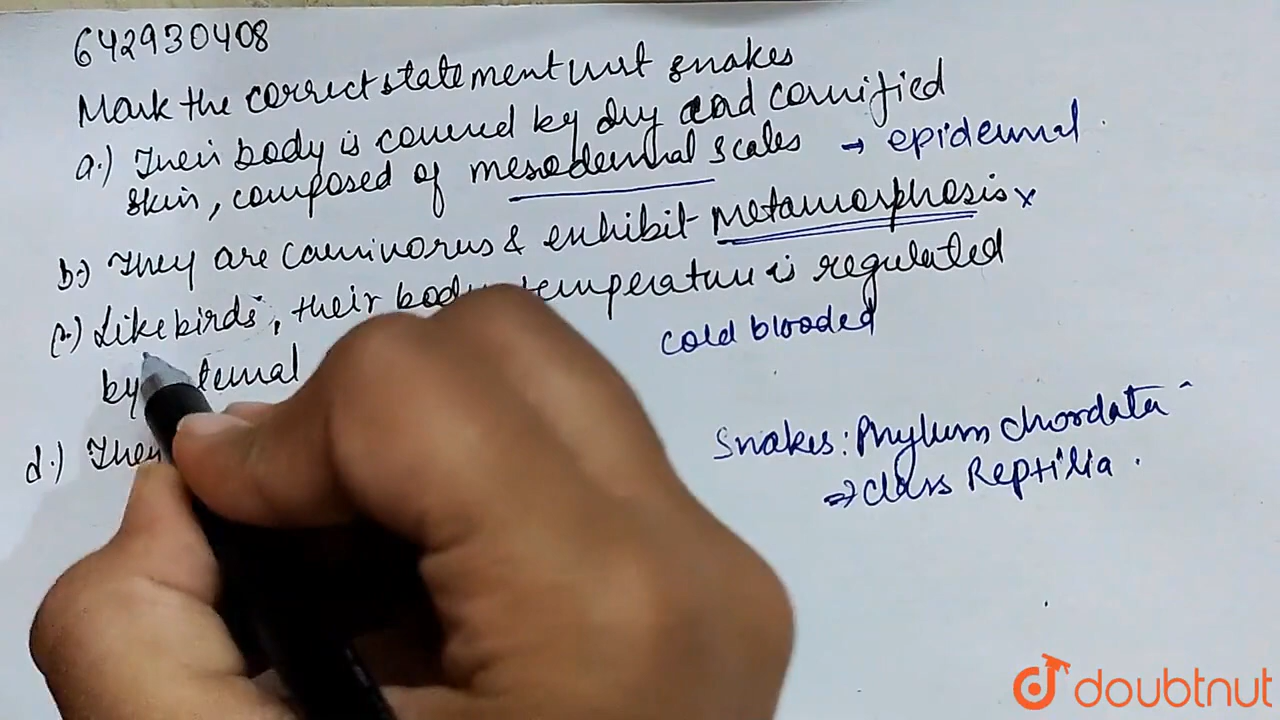 642930408
Mark the correct statement wrt snakes
a.) Their body is covered by dry and cornified
skin, composed of mesodermal scales → epidermal.
b.) They are carnivorus & exhibit metamorphosis x
c.) Like birds, their body temperature is regulated
cold blooded
by ternal
d.) Their
Snakes: Phylum chordata
⇒ class Reptilia.
doubtnut